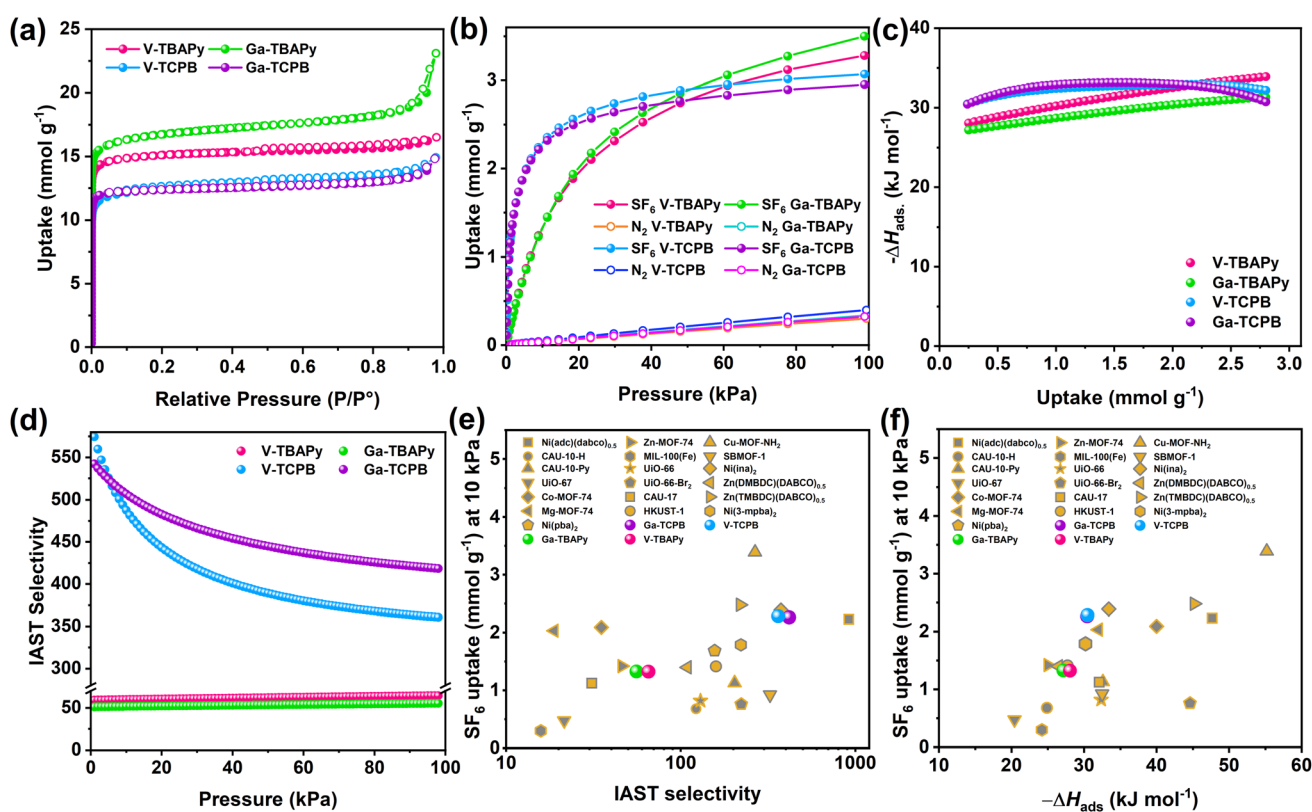 (a)
V-TBAPy Ga-TBAPy
V-TCPB Ga-TCPB
25
20
15
10
5
0
0.0 0.2 0.4 0.6 0.8 1.0
Uptake (mmol g⁻¹)
Relative Pressure (P/P°)
(b)
3
2
1
0
0 20 40 60 80 100
SF₆ V-TBAPy SF₆ Ga-TBAPy
N₂ V-TBAPy N₂ Ga-TBAPy
SF₆ V-TCPB SF₆ Ga-TCPB
N₂ V-TCPB N₂ Ga-TCPB
Uptake (mmol g⁻¹)
Pressure (kPa)
(c)
50
40
30
20
10
0
0.0 0.5 1.0 1.5 2.0 2.5 3.0
V-TBAPy
Ga-TBAPy
V-TCPB
Ga-TCPB
-ΔHads. (kJ mol⁻¹)
Uptake (mmol g⁻¹)
(d)
550
500
450
400
350
300
50
0
0 20 40 60 80 100
V-TBAPy Ga-TBAPy
V-TCPB Ga-TCPB
IAST Selectivity
Pressure (kPa)
(e)
Ni(adc)(dabco)₀.₅ Zn-MOF-74 Cu-MOF-NH₂
CAU-10-H MIL-100(Fe) SBMOF-1
CAU-10-Py UiO-66 Ni(ina)₂
UiO-67 UiO-66-Br₂ Zn(DMBDC)(DABCO)₀.₅
Co-MOF-74 CAU-17 Zn(TMBDC)(DABCO)₀.₅
Mg-MOF-74 HKUST-1 Ni(3-mpba)₂
Ni(pba)₂ Ga-TCPB V-TCPB
Ga-TBAPy V-TBAPy
5
4
3
2
1
0
10 100 1000
SF₆ uptake (mmol g⁻¹) at 10 kPa
IAST selectivity
(f)
Ni(adc)(dabco)₀.₅ Zn-MOF-74 Cu-MOF-NH₂
CAU-10-H MIL-100(Fe) SBMOF-1
CAU-10-Py UiO-66 Ni(ina)₂
UiO-67 UiO-66-Br₂ Zn(DMBDC)(DABCO)₀.₅
Co-MOF-74 CAU-17 Zn(TMBDC)(DABCO)₀.₅
Mg-MOF-74 HKUST-1 Ni(3-mpba)₂
Ni(pba)₂ Ga-TCPB V-TCPB
Ga-TBAPy V-TBAPy
5
4
3
2
1
0
10 20 30 40 50 60
SF₆ uptake (mmol g⁻¹) at 10 kPa
−ΔHads (kJ mol⁻¹)